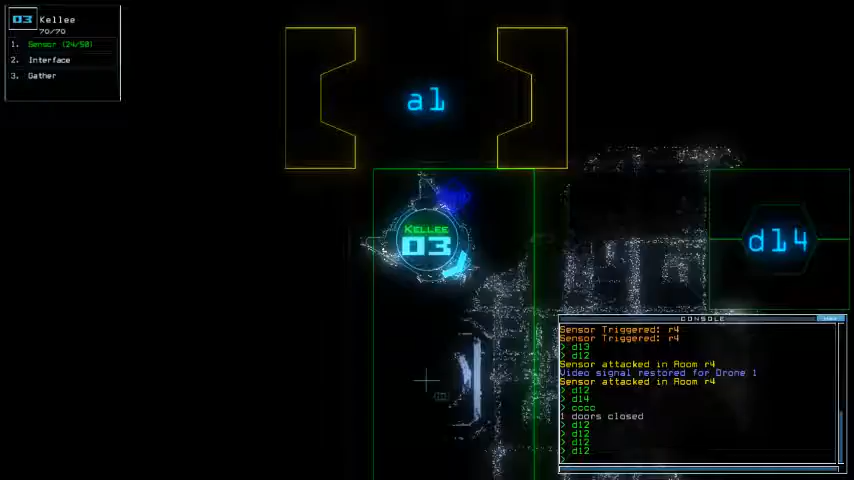 03 Kellee
70/70
1. Sensor (24/50)
2. Interface
3. Gather
a1
KELLEE
03
d14
CONSOLE
Sensor Triggered: r4
Sensor Triggered: r4
> d13
> d12
Sensor attacked in Room r4
Video signal restored for Drone 1
Sensor attacked in Room r4
> d12
> d14
> cccc
1 doors closed
> d12
> d12
> d12
> d12
>